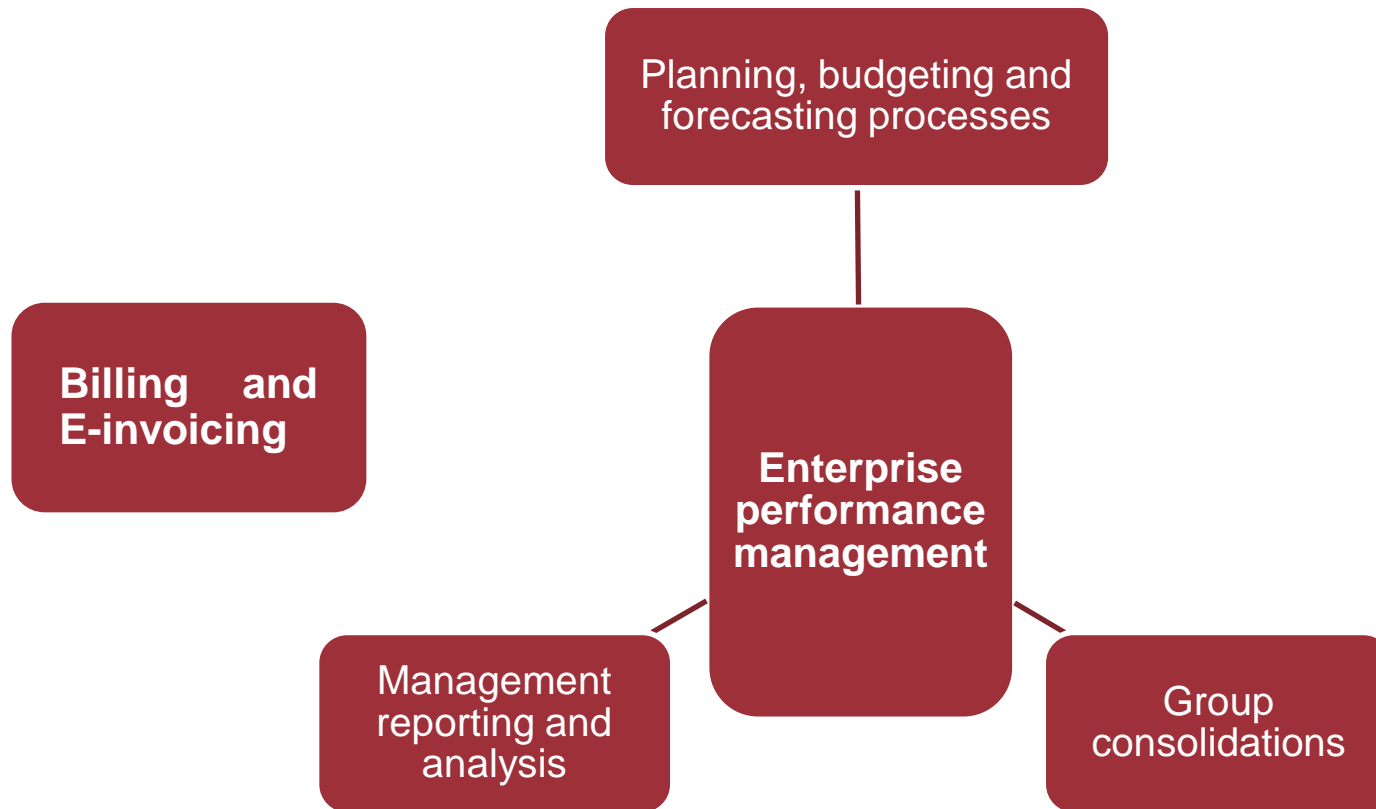 Planning, budgeting and
forecasting processes
Billing and
E-invoicing
Enterprise
performance
management
Management
reporting and
analysis
Group
consolidations